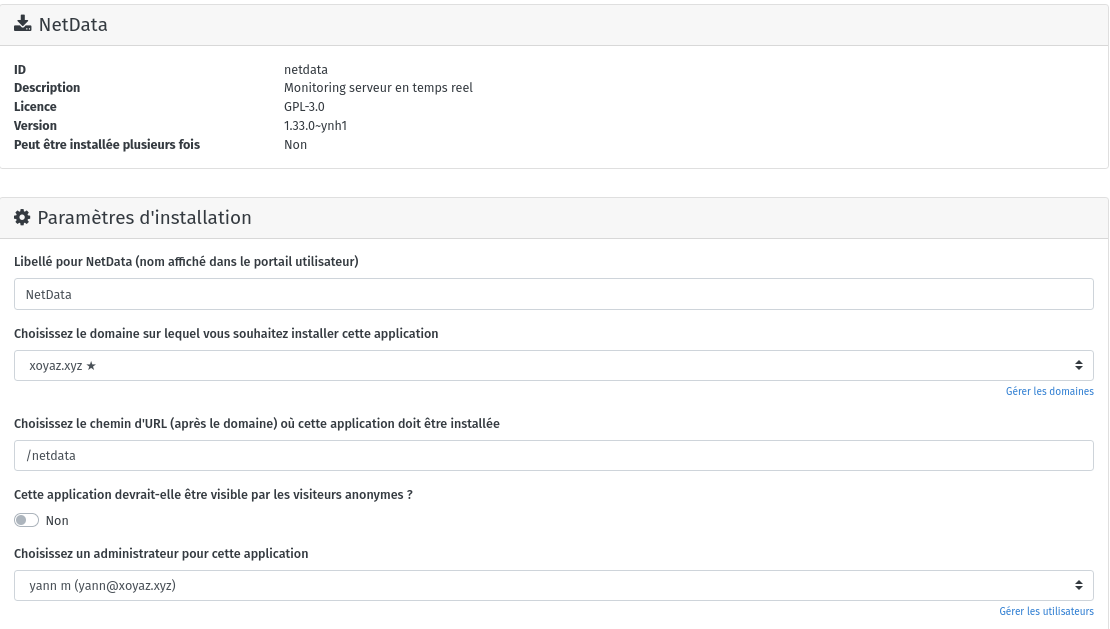 NetData
ID netdata
Description Monitoring serveur en temps reel
Licence GPL-3.0
Version 1.33.0~ynh1
Peut être installée plusieurs fois Non
Paramètres d'installation
Libellé pour NetData (nom affiché dans le portail utilisateur)
NetData
Choisissez le domaine sur lequel vous souhaitez installer cette application
xoyaz.xyz ★
Gérer les domaines
Choisissez le chemin d'URL (après le domaine) où cette application doit être installée
/netdata
Cette application devrait-elle être visible par les visiteurs anonymes ?
Non
Choisissez un administrateur pour cette application
yann m (yann@xoyaz.xyz)
Gérer les utilisateurs